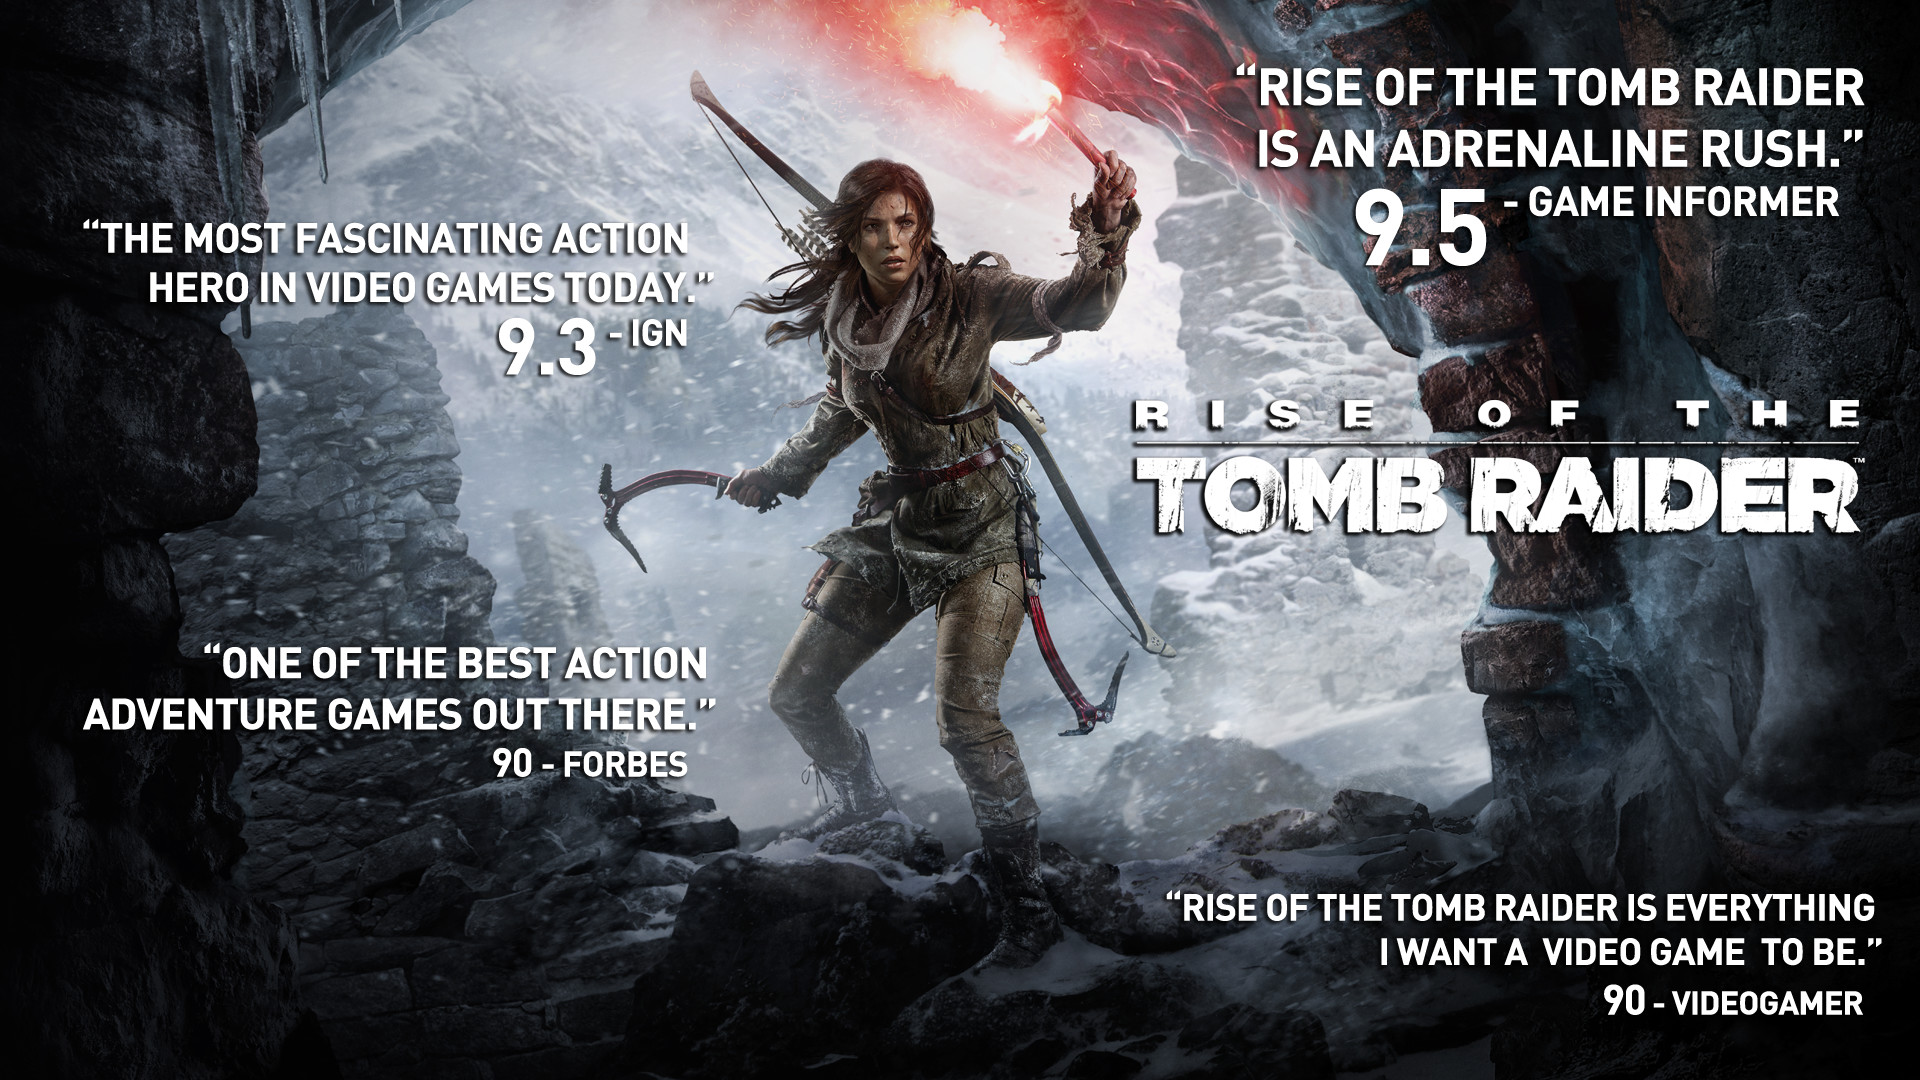 “RISE OF THE TOMB RAIDER
IS AN ADRENALINE RUSH.”
9.5 - GAME INFORMER
“THE MOST FASCINATING ACTION
HERO IN VIDEO GAMES TODAY.”
9.3 - IGN
RISE OF THE
TOMB RAIDER™
“ONE OF THE BEST ACTION
ADVENTURE GAMES OUT THERE.”
90 - FORBES
“RISE OF THE TOMB RAIDER IS EVERYTHING
I WANT A VIDEO GAME TO BE.”
90 - VIDEOGAMER